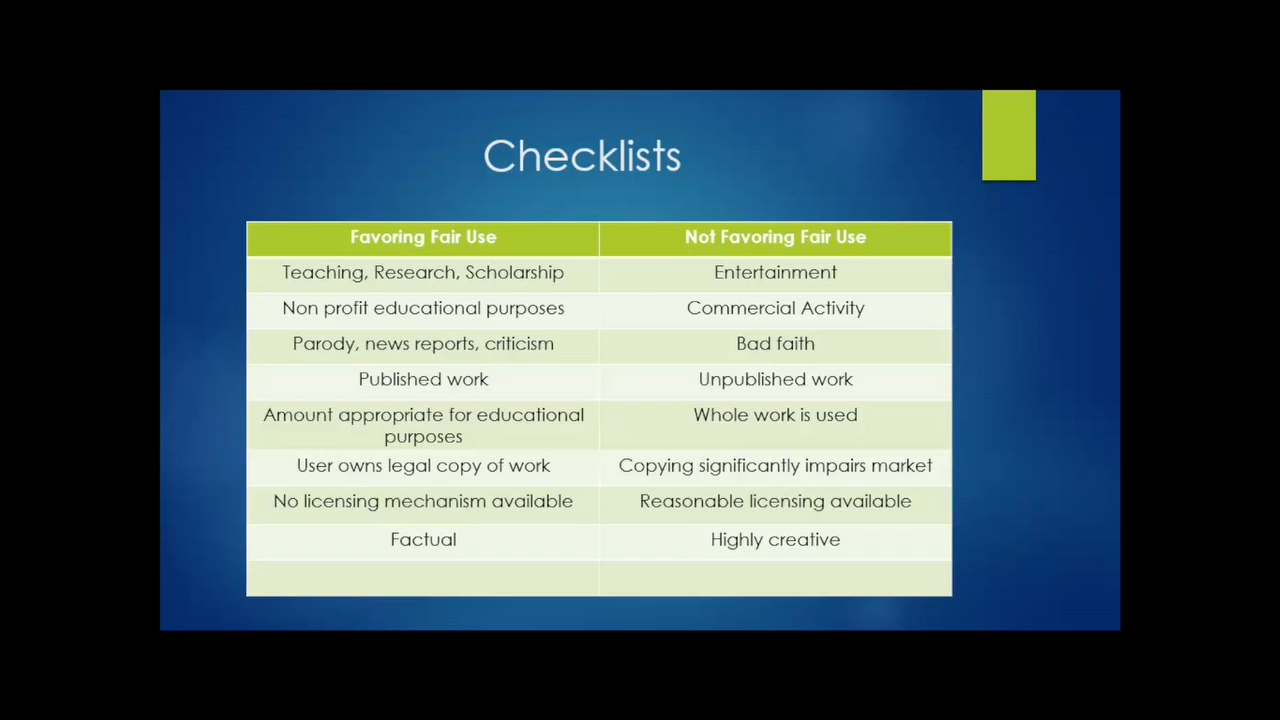 Checklists
Favoring Fair Use
Not Favoring Fair Use
Teaching, Research, Scholarship
Entertainment
Non profit educational purposes
Commercial Activity
Parody, news reports, criticism
Bad faith
Published work
Unpublished work
Amount appropriate for educational
purposes
Whole work is used
User owns legal copy of work
Copying significantly impairs market
No licensing mechanism available
Reasonable licensing available
Factual
Highly creative